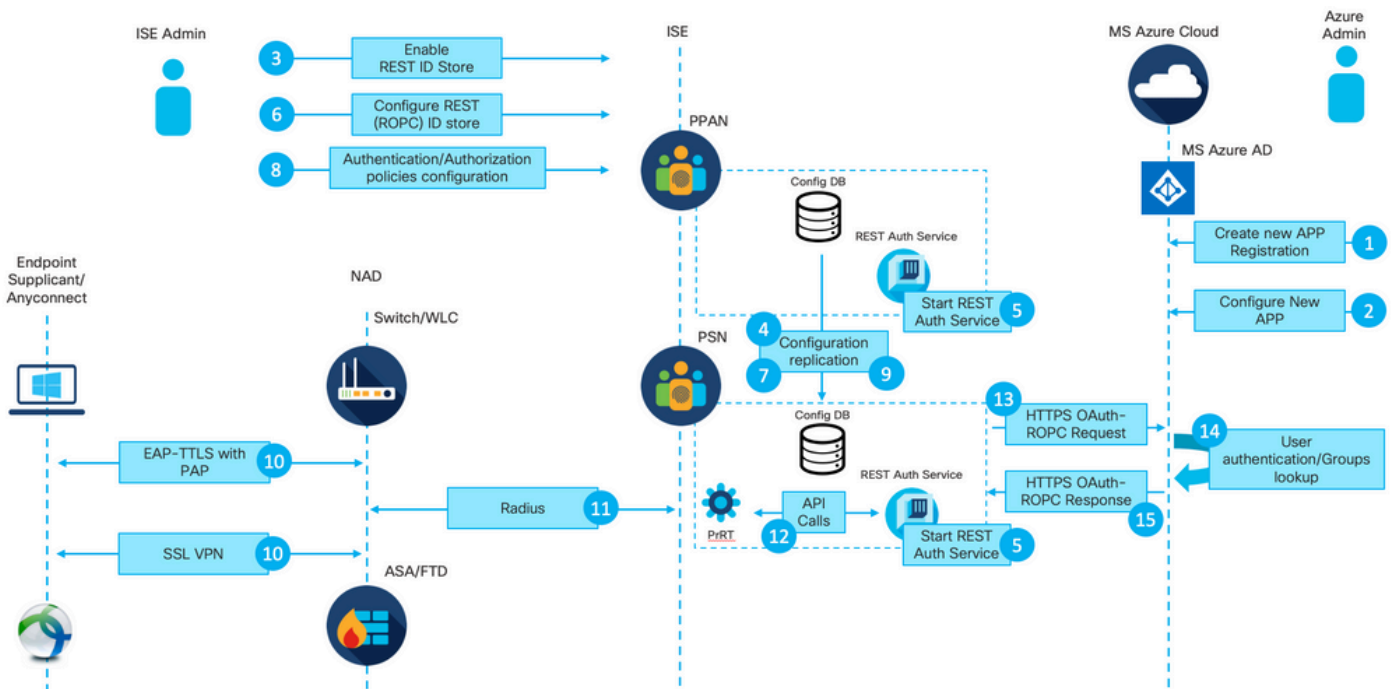 ISE Admin
3
Enable
REST ID Store
6
Configure REST
(ROPC) ID store
8
Authentication/Authorization
policies configuration
ISE
PPAN
Config DB
REST Auth Service
Start REST
Auth Service
5
MS Azure Cloud
Azure
Admin
MS Azure AD
Create new APP
Registration
1
Configure New
APP
2
Endpoint
Supplicant/
Anyconnect
NAD
Switch/WLC
PSN
4
Configuration
replication
7
9
Config DB
REST Auth Service
PrRT
API
Calls
12
Start REST
Auth Service
5
13
HTTPS OAuth-
ROPC Request
14
User
authentication/Groups
lookup
HTTPS OAuth-
ROPC Response
15
EAP-TTLS with
PAP
10
Radius
11
SSL VPN
10
ASA/FTD